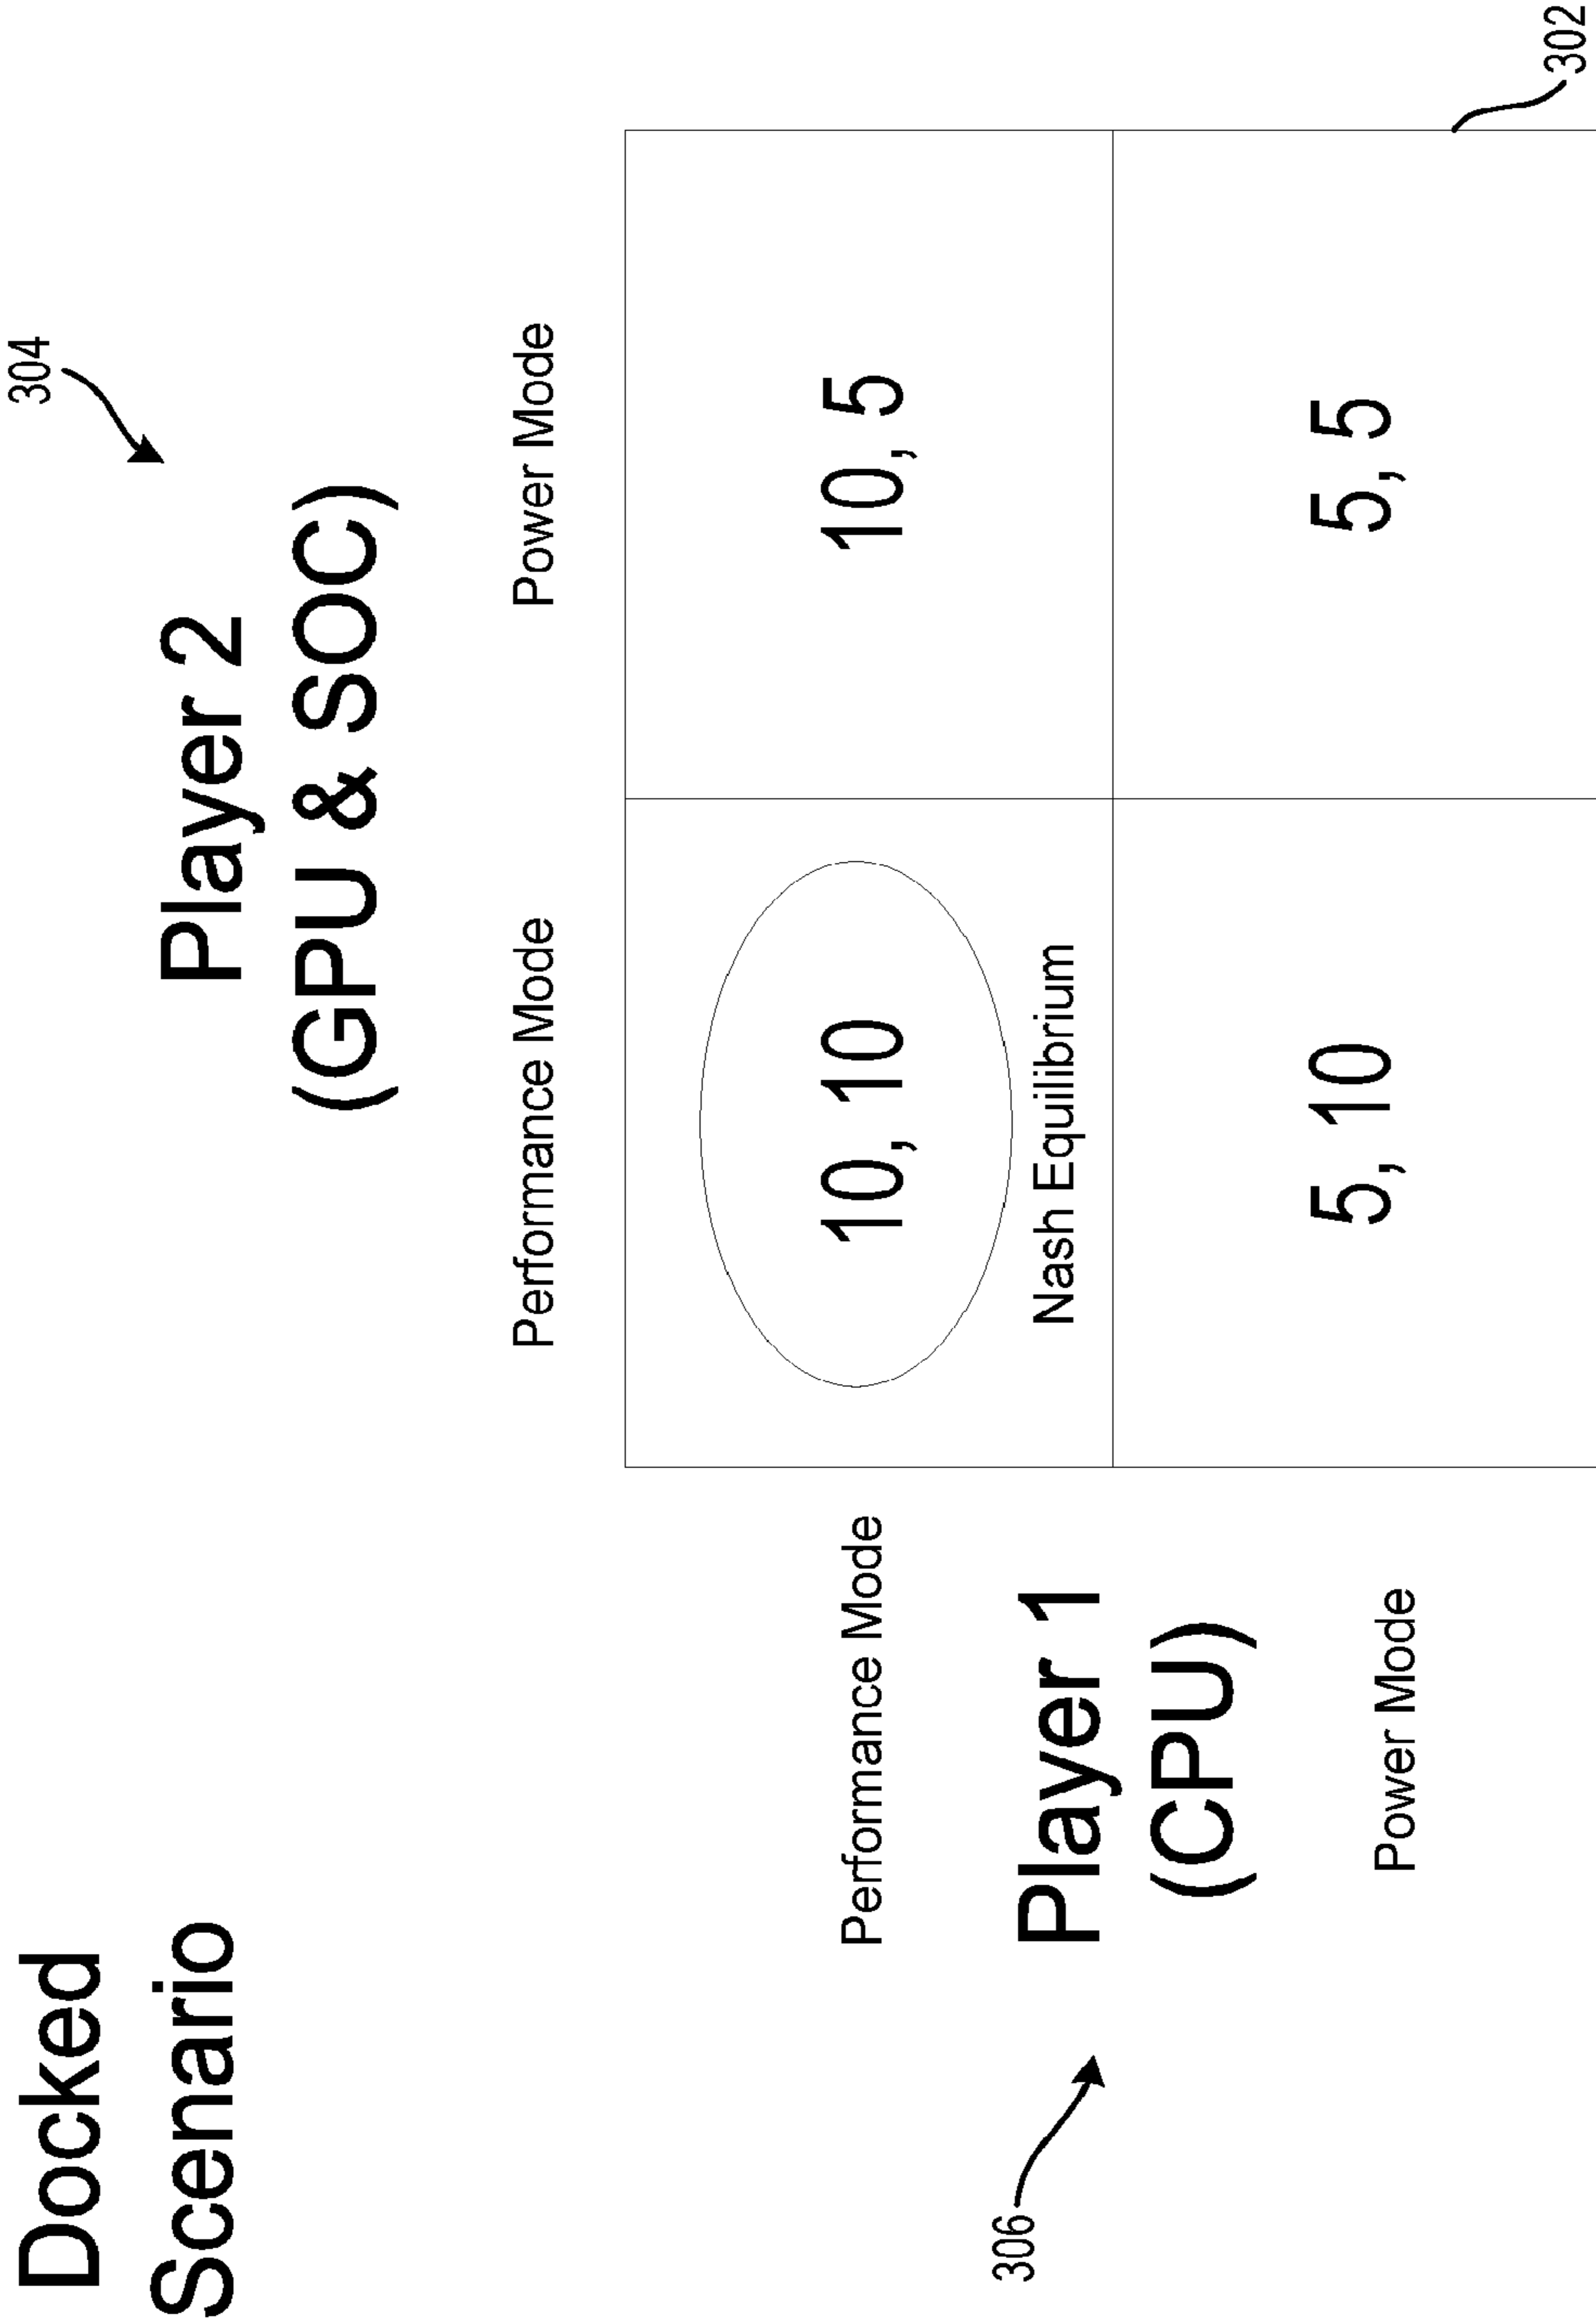 Docked
Scenario
304
Player 2
(GPU & SOC)
Performance Mode
Power Mode
Performance Mode
10, 10
10, 5
Nash Equilibrium
306
Player 1
(CPU)
Power Mode
5, 10
5, 5
302